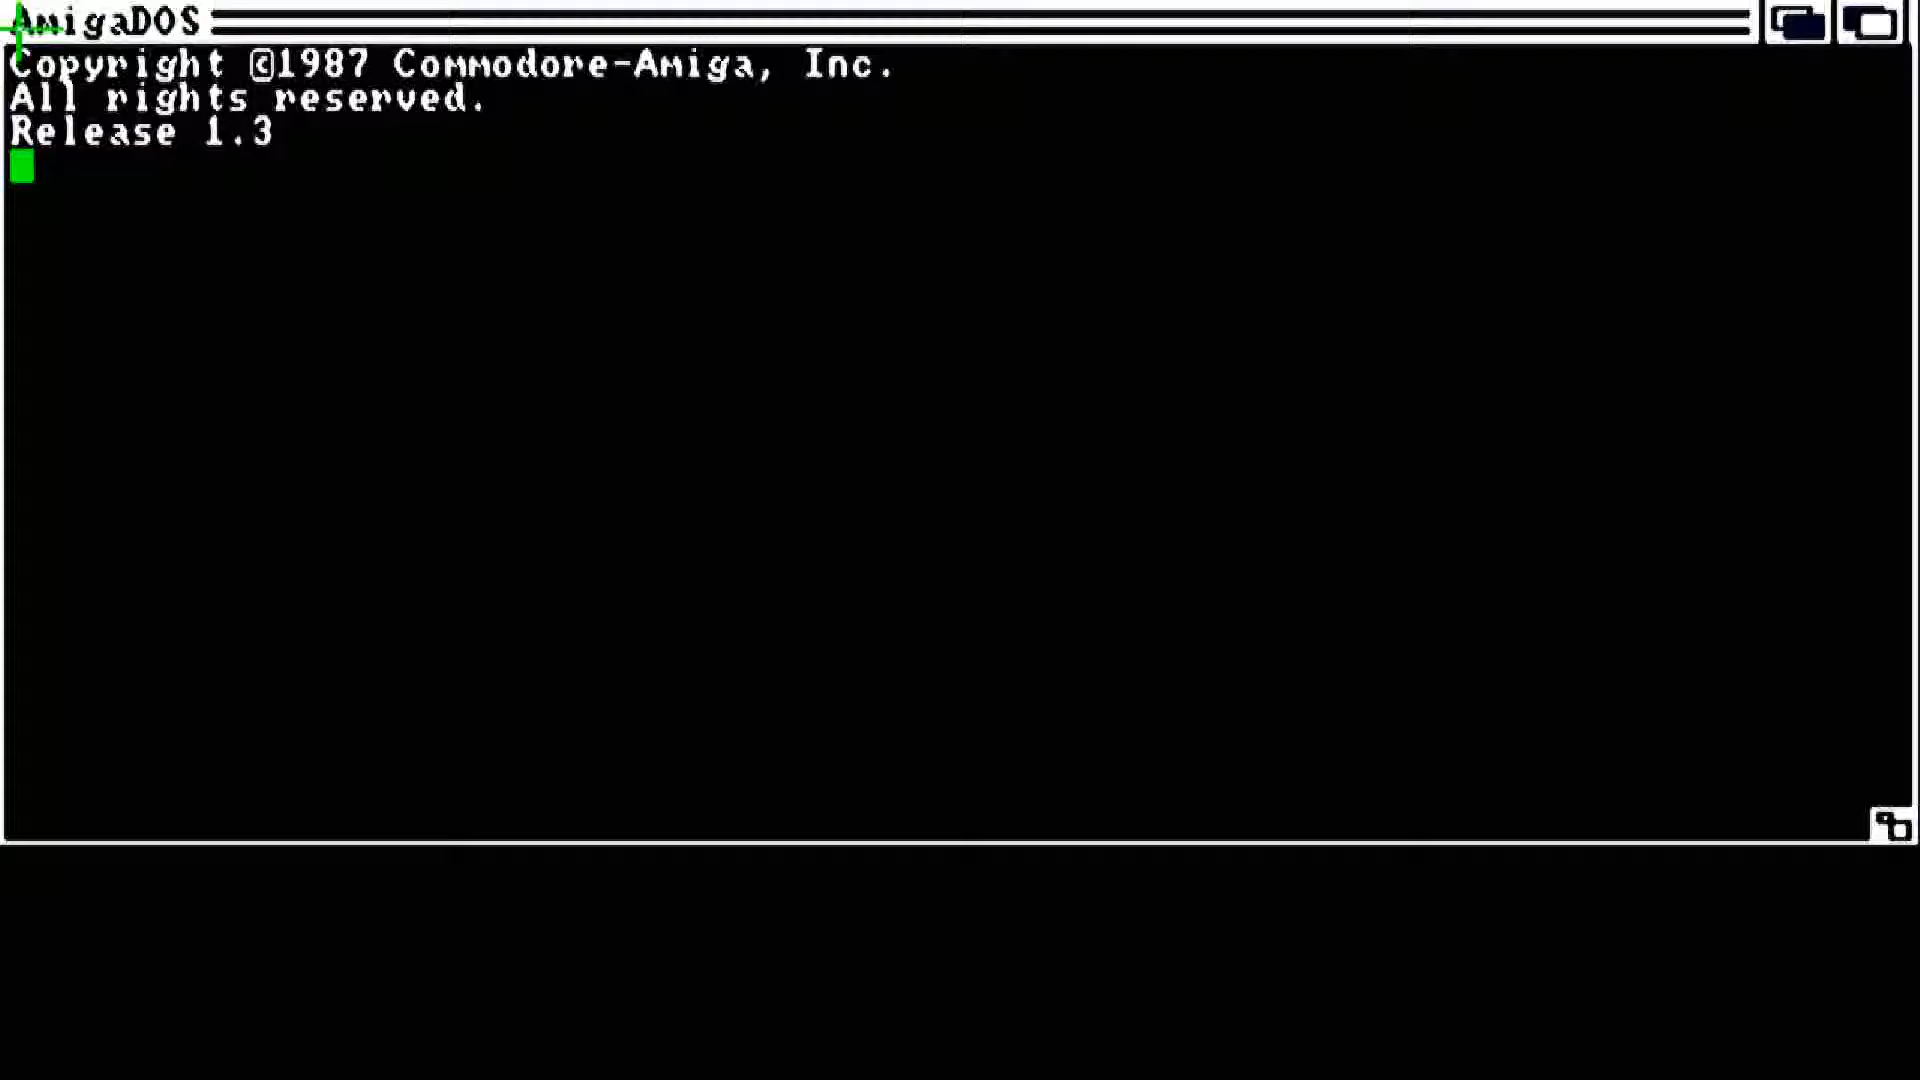 AmigaDOS
Copyright ©1987 Commodore-Amiga, Inc.
All rights reserved.
Release 1.3